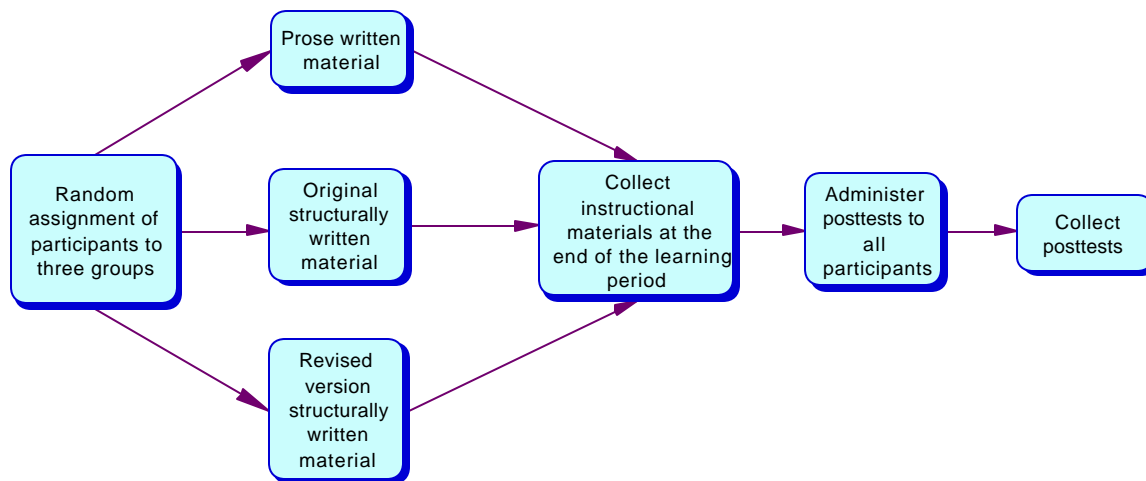 Prose written
material
Random
assignment of
participants to
three groups
Original
structurally
written
material
Revised
version
structurally
written
material
Collect
instructional
materials at the
end of the learning
period
Administer
posttests to
all
participants
Collect
posttests